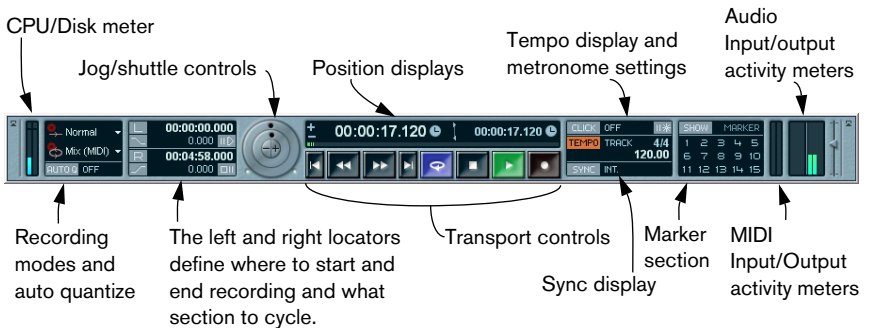 CPU/Disk meter
Jog/shuttle controls
Position displays
Tempo display and
metronome settings
Audio
Input/output
activity meters
Normal
Mix (MIDI)
AUTO Q OFF
L 00:00:00.000
0.000
R 00:04:58.000
0.000
+ 00:00:17.120 00:00:17.120
−
CLICK OFF
TEMPO TRACK 4/4
120.00
SYNC INT.
SHOW MARKER
1 2 3 4 5
6 7 8 9 10
11 12 13 14 15
Recording
modes and
auto quantize
The left and right locators
define where to start and
end recording and what
section to cycle.
Transport controls
Sync display
Marker
section
MIDI
Input/Output
activity meters